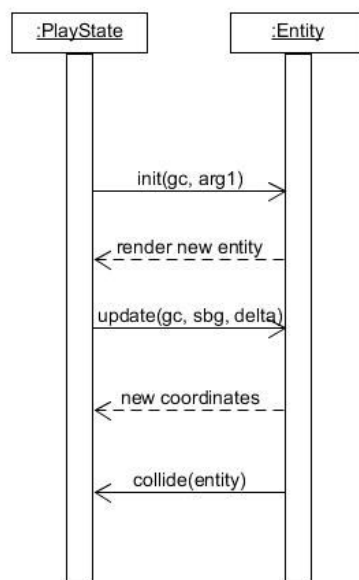 :PlayState
:Entity
init(gc, arg1)
render new entity
update(gc, sbg, delta)
new coordinates
collide(entity)